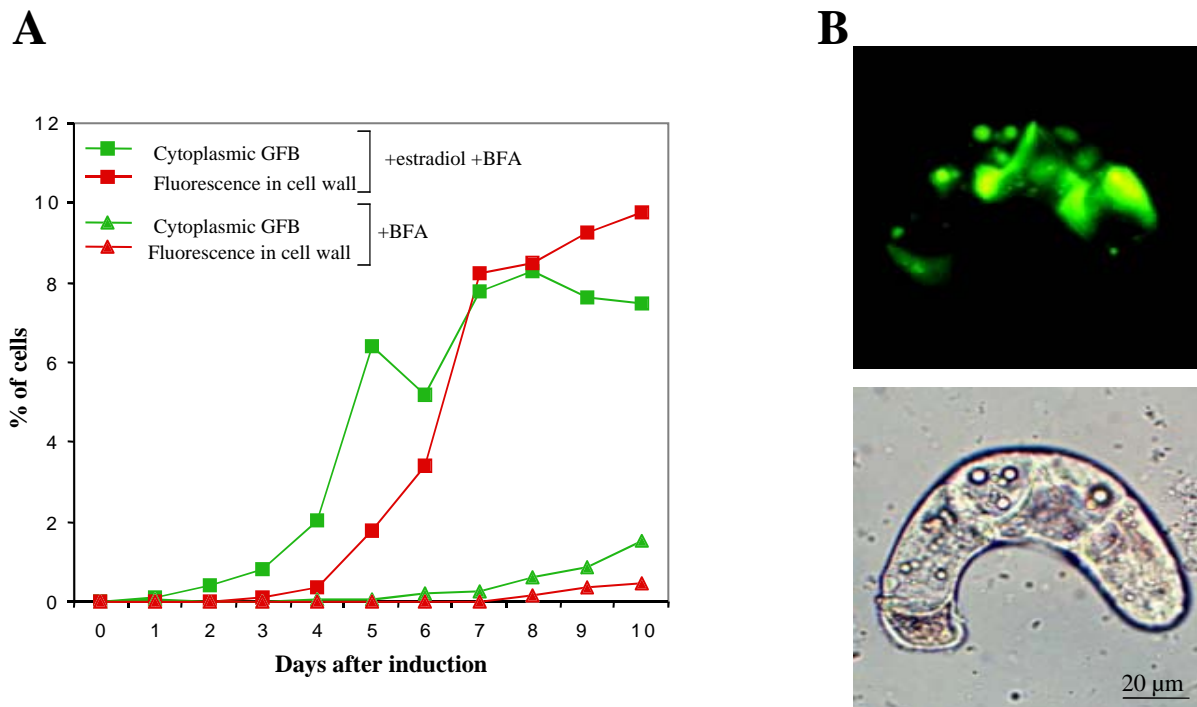 A
B
12
10
8
6
4
2
0
% of cells
Cytoplasmic GFB
Fluorescence in cell wall
+estradiol +BFA
Cytoplasmic GFB
Fluorescence in cell wall
+BFA
0 1 2 3 4 5 6 7 8 9 10
Days after induction
20 µm